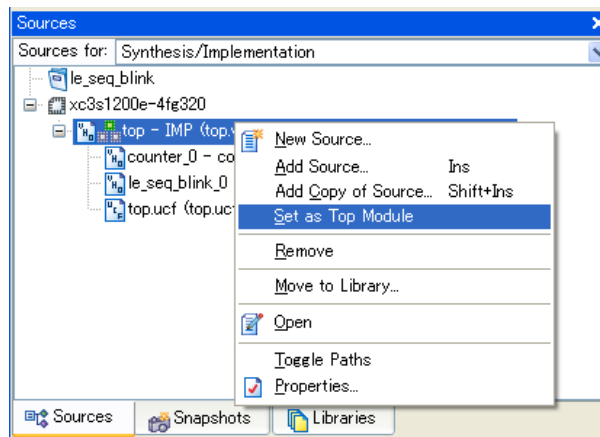 Sources
Sources for: Synthesis/Implementation
le_seq_blink
xc3s1200e-4fg320
top - IMP (top.v
counter_0 - co
le_seq_blink_0
top.ucf (top.uc
New Source...
Add Source... Ins
Add Copy of Source... Shift+Ins
Set as Top Module
Remove
Move to Library...
Open
Toggle Paths
Properties...
Sources Snapshots Libraries